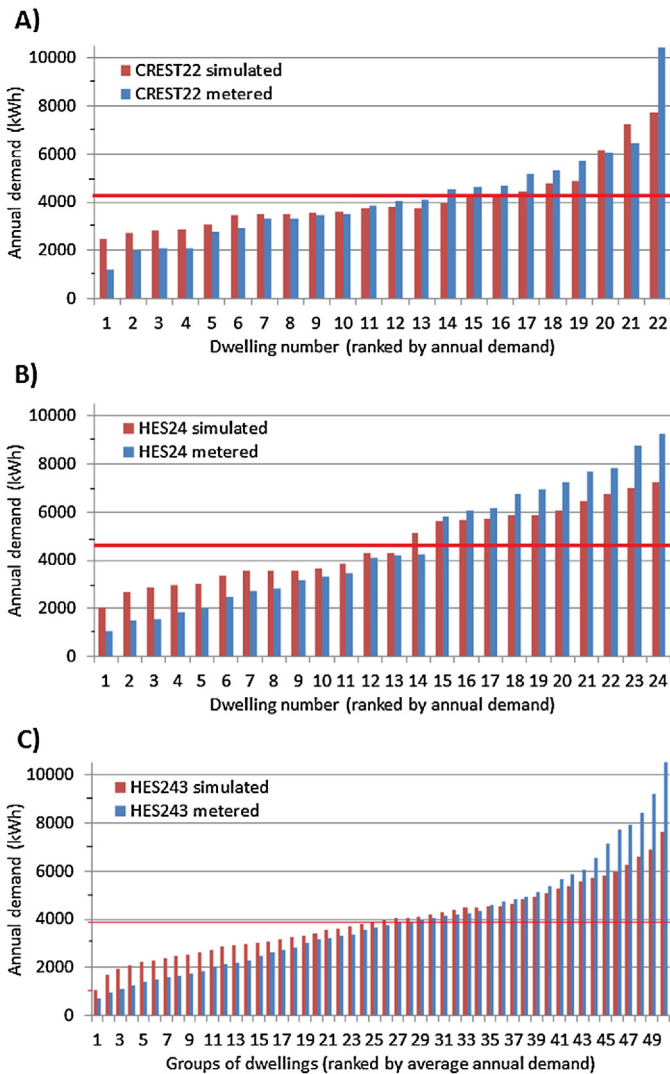 A)
Annual demand (kWh)
10000
8000
6000
4000
2000
0
CREST22 simulated
CREST22 metered
1 2 3 4 5 6 7 8 9 10 11 12 13 14 15 16 17 18 19 20 21 22
Dwelling number (ranked by annual demand)
B)
Annual demand (kWh)
10000
8000
6000
4000
2000
0
HES24 simulated
HES24 metered
1 2 3 4 5 6 7 8 9 10 11 12 13 14 15 16 17 18 19 20 21 22 23 24
Dwelling number (ranked by annual demand)
C)
Annual demand (kWh)
10000
8000
6000
4000
2000
0
HES243 simulated
HES243 metered
1 3 5 7 9 11 13 15 17 19 21 23 25 27 29 31 33 35 37 39 41 43 45 47 49
Groups of dwellings (ranked by average annual demand)